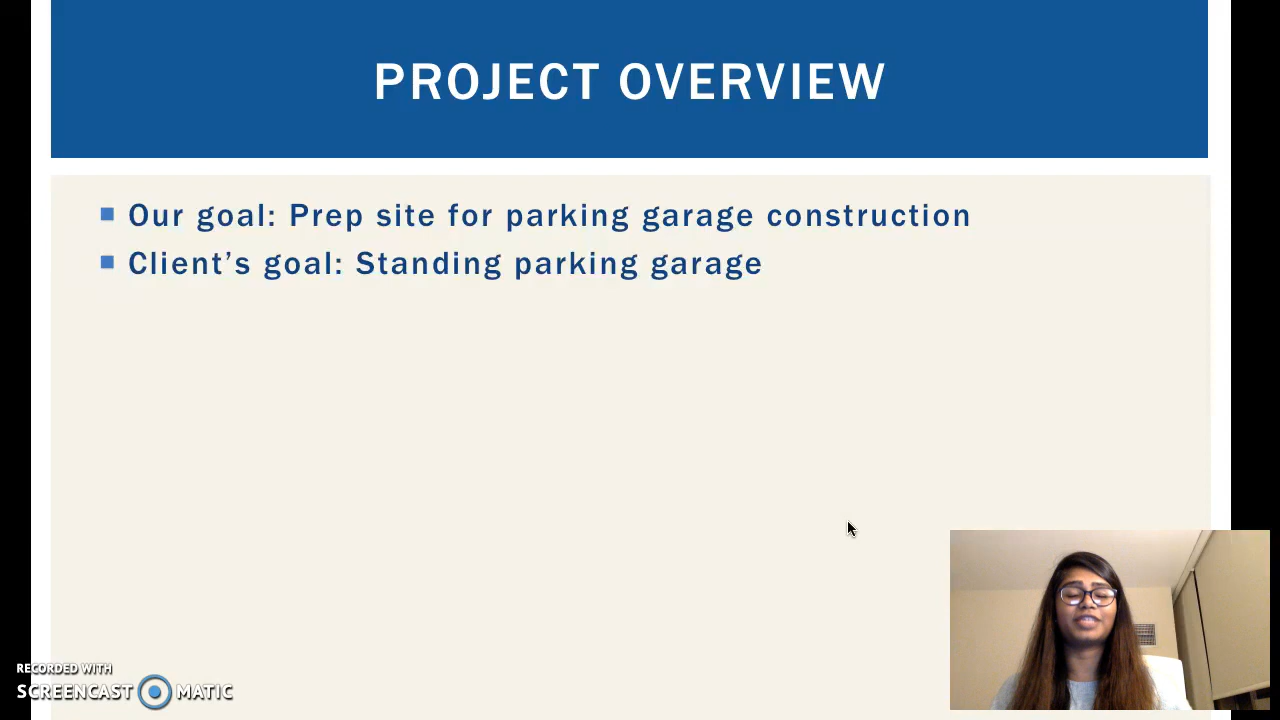 PROJECT OVERVIEW
Our goal: Prep site for parking garage construction
Client’s goal: Standing parking garage
RECORDED WITH
SCREENCAST MATIC